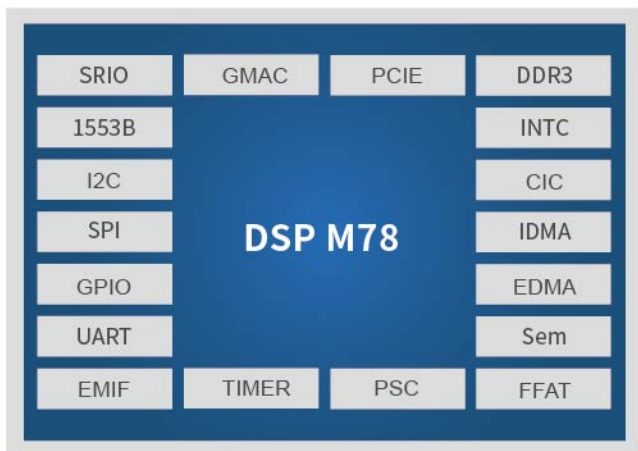 SRIO GMAC PCIE DDR3
1553B INTC
I2C CIC
SPI DSP M78 IDMA
GPIO EDMA
UART Sem
EMIF TIMER PSC FFAT